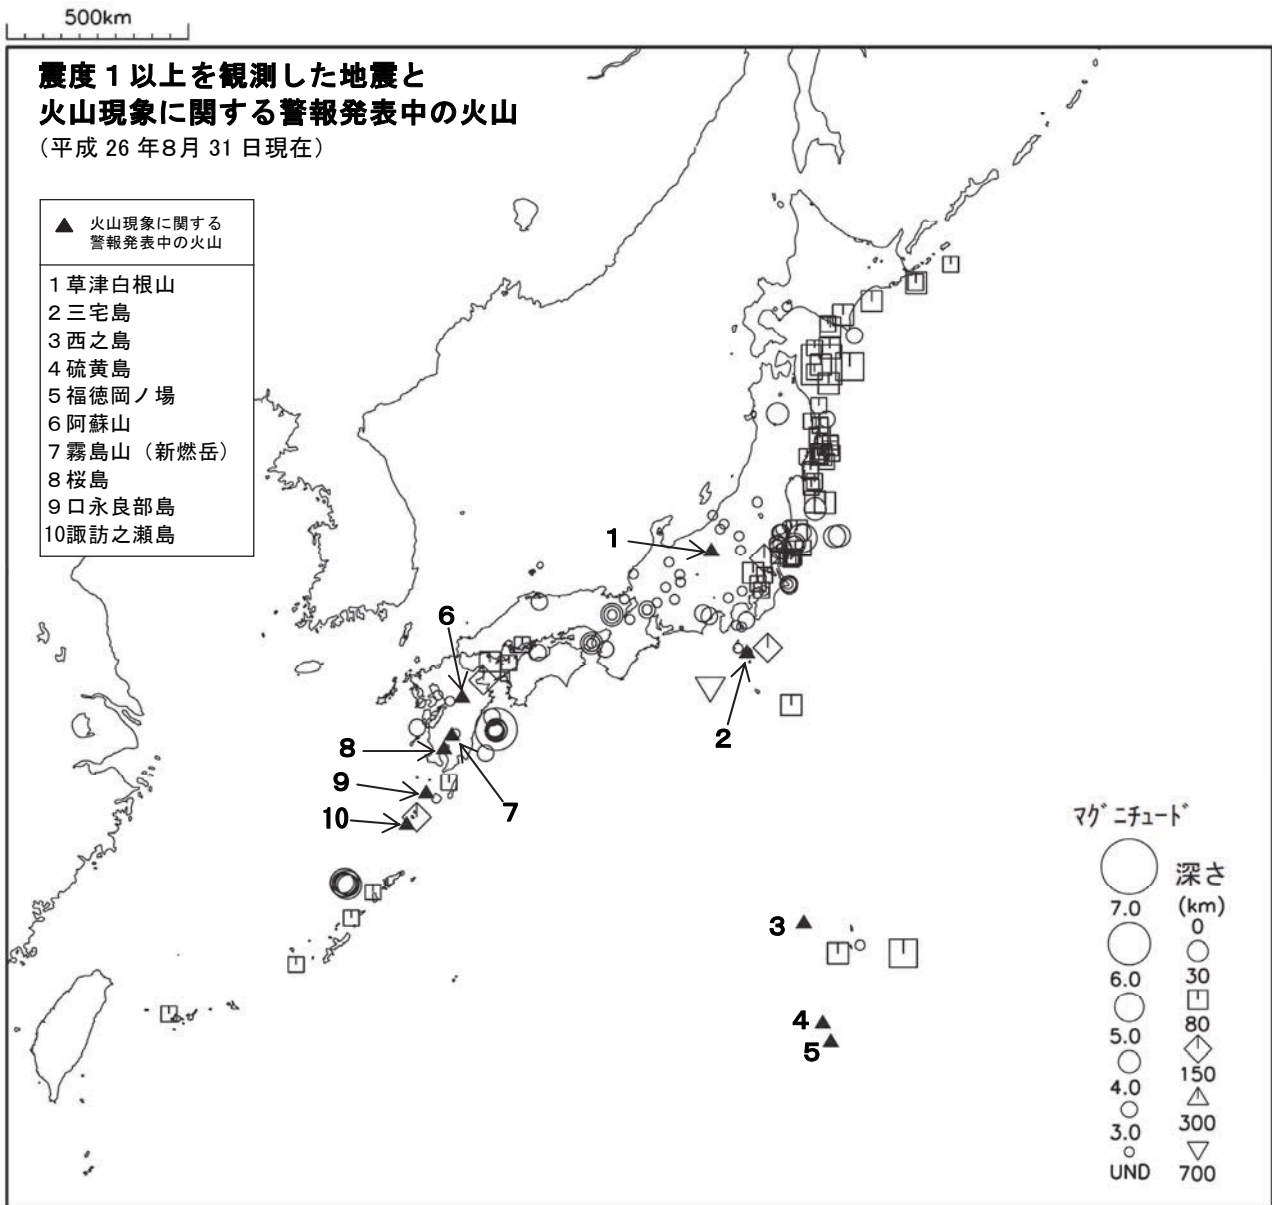 500km
震度１以上を観測した地震と
火山現象に関する警報発表中の火山
（平成 26 年８月 31 日現在）
▲ 火山現象に関する
警報発表中の火山
１草津白根山
２三宅島
３西之島
４硫黄島
５福徳岡ノ場
６阿蘇山
７霧島山（新燃岳）
８桜島
９口永良部島
10諏訪之瀬島
1
6
2
8
9
7
10
3
4
5
ﾏｸﾞﾆﾁｭｰﾄﾞ
7.0
6.0
5.0
4.0
3.0
UND
深さ
(km)
0
30
80
150
300
700